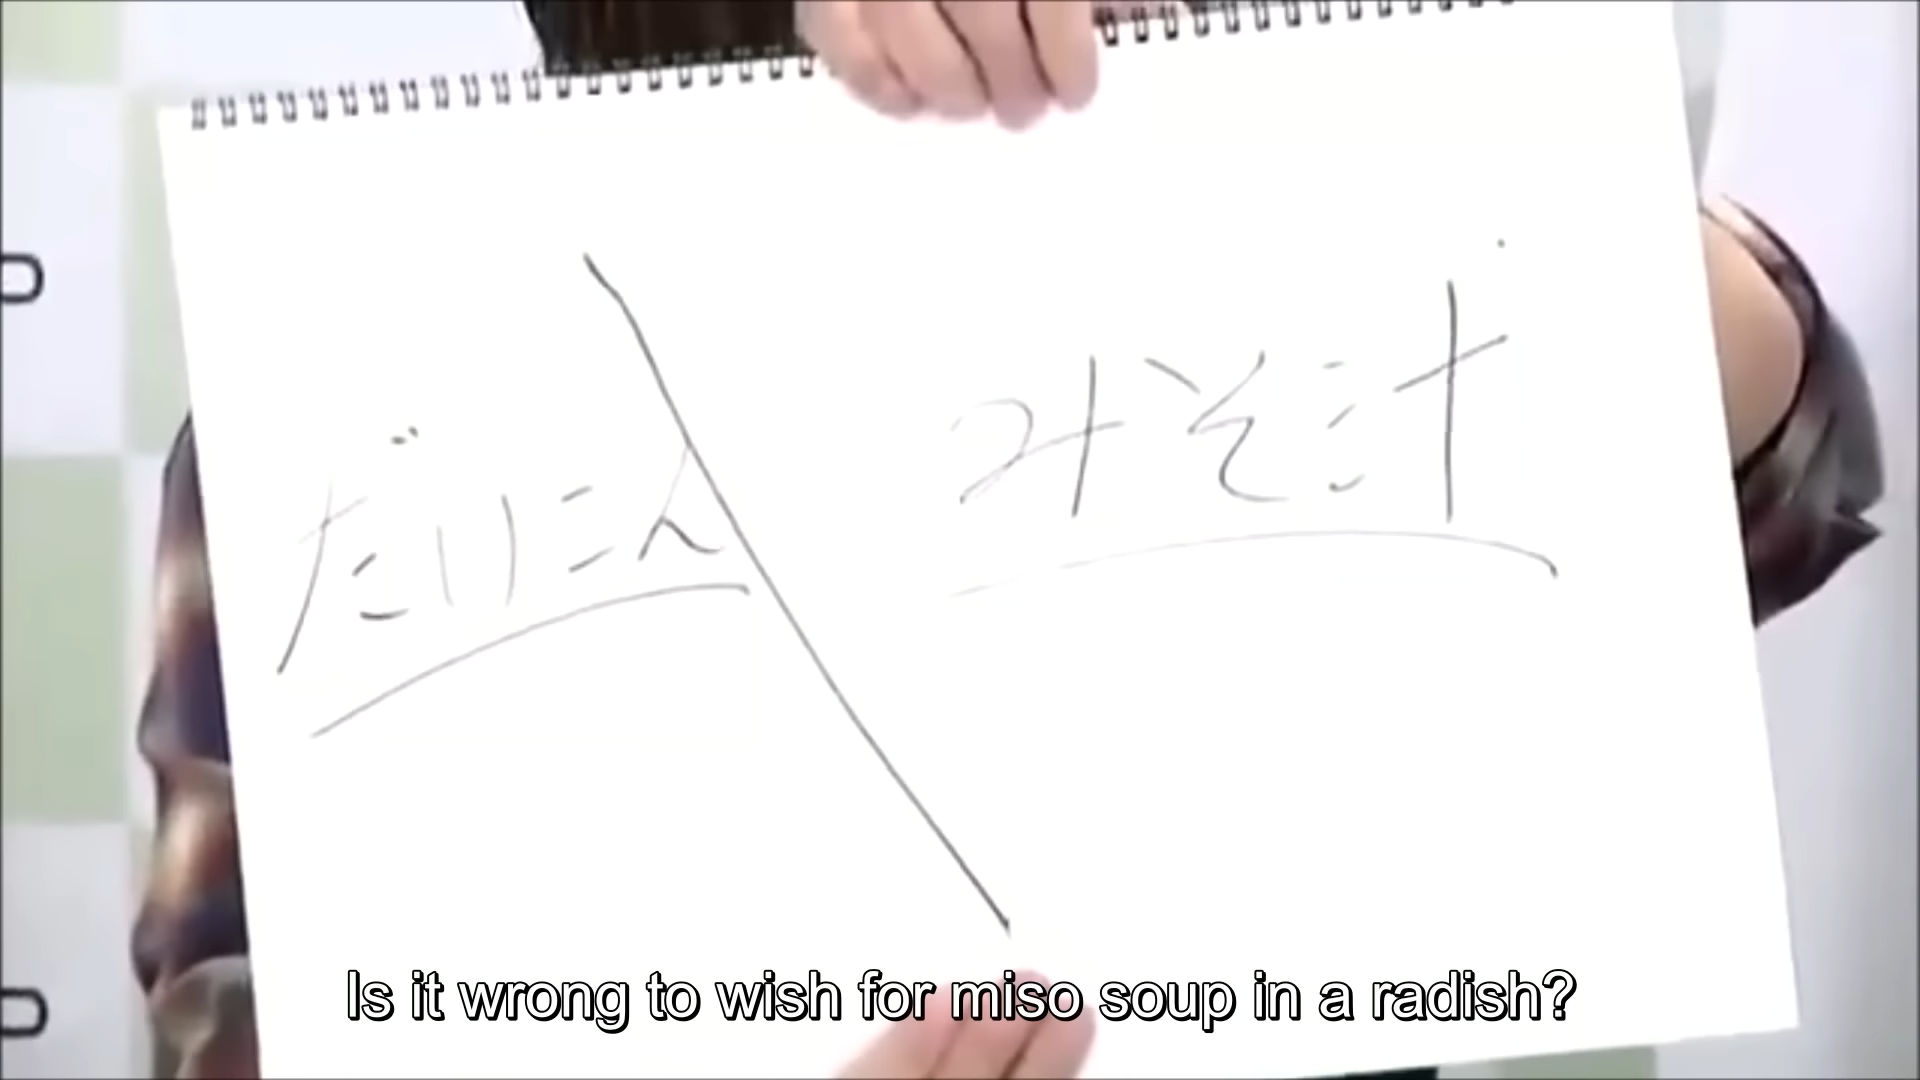 だいこん
みそ汁
Is it wrong to wish for miso soup in a radish?